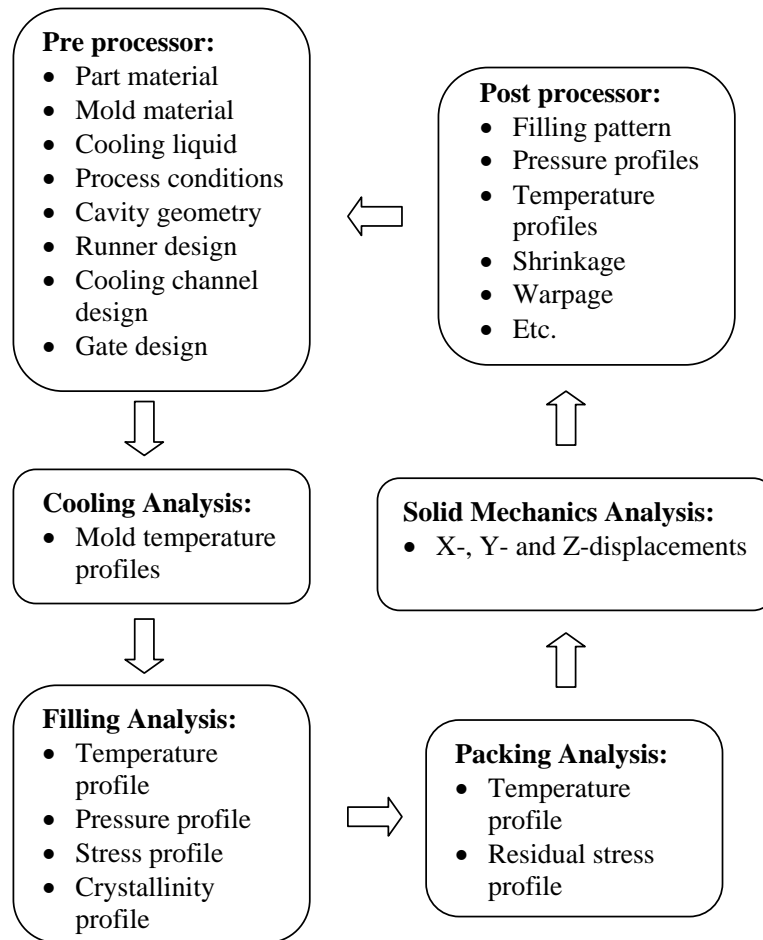 Pre processor:
• Part material
• Mold material
• Cooling liquid
• Process conditions
• Cavity geometry
• Runner design
• Cooling channel
design
• Gate design
Cooling Analysis:
• Mold temperature
profiles
Filling Analysis:
• Temperature
profile
• Pressure profile
• Stress profile
• Crystallinity
profile
Packing Analysis:
• Temperature
profile
• Residual stress
profile
Solid Mechanics Analysis:
• X-, Y- and Z-displacements
Post processor:
• Filling pattern
• Pressure profiles
• Temperature
profiles
• Shrinkage
• Warpage
• Etc.